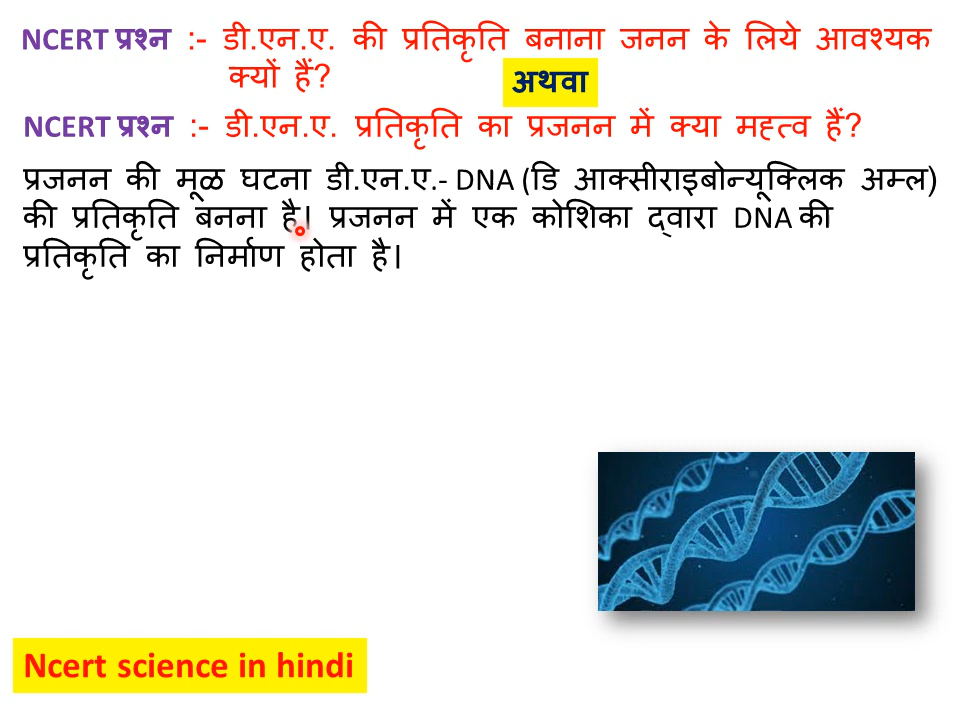 NCERT प्रश्न :- डी.एन.ए. की प्रतिकृति बनाना जनन के लिये आवश्यक
क्यों हैं?
अथवा
NCERT प्रश्न :- डी.एन.ए. प्रतिकृति का प्रजनन में क्या मह्त्व हैं?
प्रजनन की मूळ घटना डी.एन.ए.- DNA (डि आक्सीराइबोन्यूक्लिक अम्ल)
की प्रतिकृति बनना है। प्रजनन में एक कोशिका द्वारा DNA की
प्रतिकृति का निर्माण होता है।
Ncert science in hindi